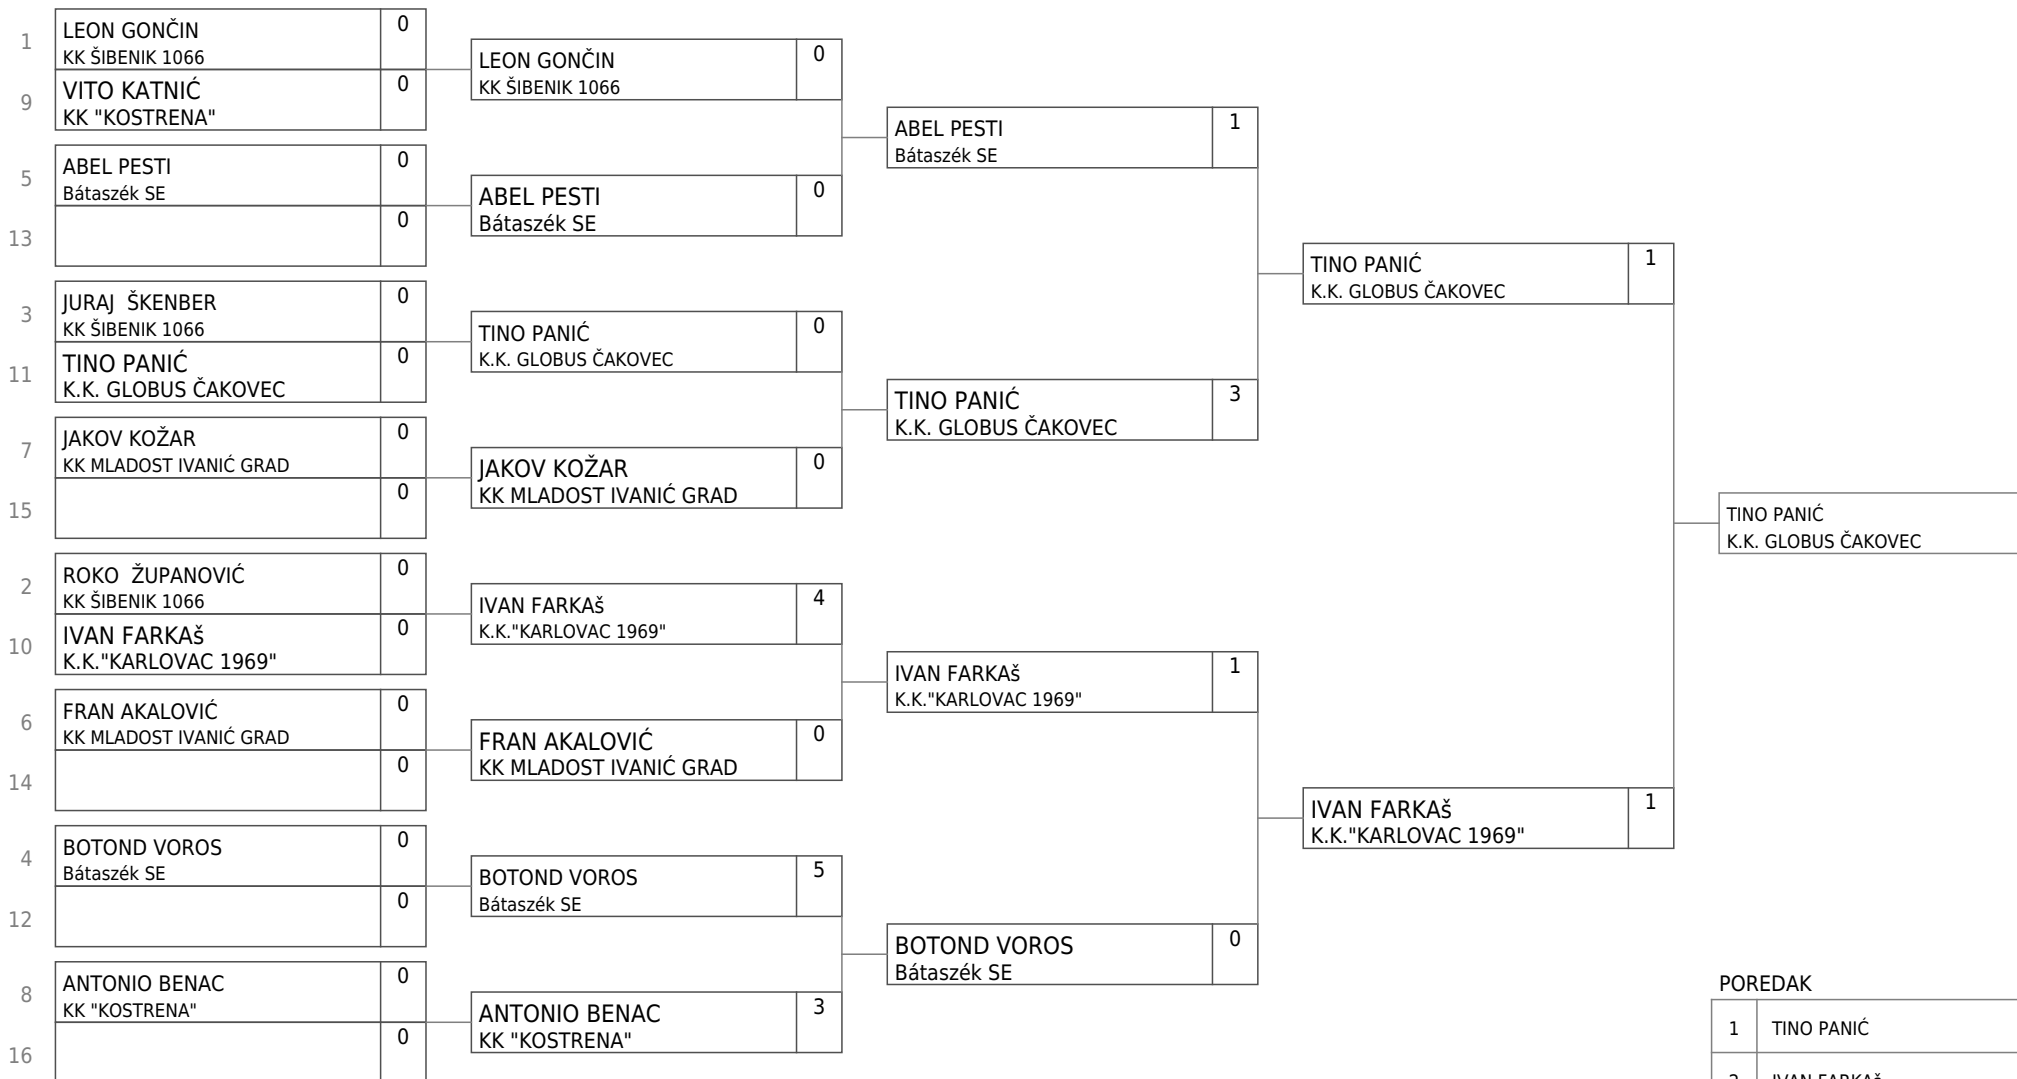 1
LEON GONČIN
KK ŠIBENIK 1066
0
9
VITO KATNIĆ
KK "KOSTRENA"
0
5
ABEL PESTI
Bátaszék SE
0
13
0
3
JURAJ  ŠKENBER
KK ŠIBENIK 1066
0
11
TINO PANIĆ
K.K. GLOBUS ČAKOVEC
0
7
JAKOV KOŽAR
KK MLADOST IVANIĆ GRAD
0
15
0
2
ROKO  ŽUPANOVIĆ
KK ŠIBENIK 1066
0
10
IVAN FARKAš
K.K."KARLOVAC 1969"
0
6
FRAN AKALOVIĆ
KK MLADOST IVANIĆ GRAD
0
14
0
4
BOTOND VOROS
Bátaszék SE
0
12
0
8
ANTONIO BENAC
KK "KOSTRENA"
0
16
0
LEON GONČIN
KK ŠIBENIK 1066
0
ABEL PESTI
Bátaszék SE
0
TINO PANIĆ
K.K. GLOBUS ČAKOVEC
0
JAKOV KOŽAR
KK MLADOST IVANIĆ GRAD
0
IVAN FARKAš
K.K."KARLOVAC 1969"
4
FRAN AKALOVIĆ
KK MLADOST IVANIĆ GRAD
0
BOTOND VOROS
Bátaszék SE
5
ANTONIO BENAC
KK "KOSTRENA"
3
ABEL PESTI
Bátaszék SE
1
TINO PANIĆ
K.K. GLOBUS ČAKOVEC
3
IVAN FARKAš
K.K."KARLOVAC 1969"
1
BOTOND VOROS
Bátaszék SE
0
TINO PANIĆ
K.K. GLOBUS ČAKOVEC
1
IVAN FARKAš
K.K."KARLOVAC 1969"
1
TINO PANIĆ
K.K. GLOBUS ČAKOVEC
POREDAK
1 TINO PANIĆ
2 IVAN FARKAš